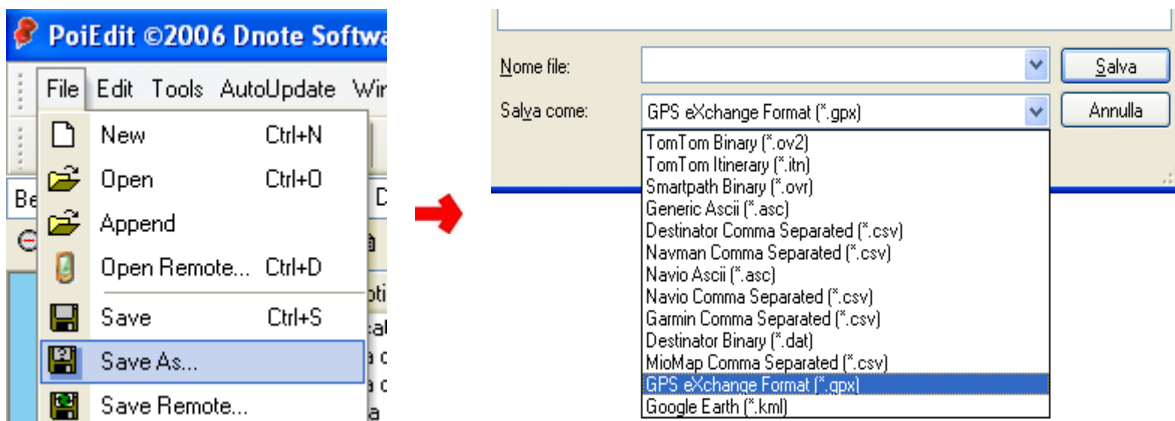 PoiEdit ©2006 Dnote Softwa
File Edit Tools AutoUpdate Wir
New Ctrl+N
Open Ctrl+O
Be
Append
Open Remote... Ctrl+D
Save Ctrl+S
Save As...
Save Remote...
Nome file:
Salva
Salva come:
GPS eXchange Format (*.gpx)
Annulla
TomTom Binary (*.ov2)
TomTom Itinerary (*.itn)
Smartpath Binary (*.ovr)
Generic Ascii (*.asc)
Destinator Comma Separated (*.csv)
Navman Comma Separated (*.csv)
Navio Ascii (*.asc)
Navio Comma Separated (*.csv)
Garmin Comma Separated (*.csv)
Destinator Binary (*.dat)
MioMap Comma Separated (*.csv)
GPS eXchange Format (*.gpx)
Google Earth (*.kml)